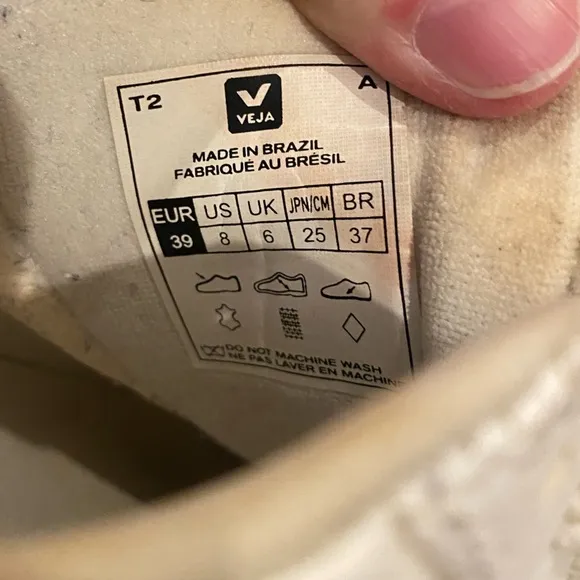 T2 A
VEJA
MADE IN BRAZIL
FABRIQUÉ AU BRÉSIL
EUR US UK JPN/CM BR
39 8 6 25 37
DO NOT MACHINE WASH
NE PAS LAVER EN MACHIN